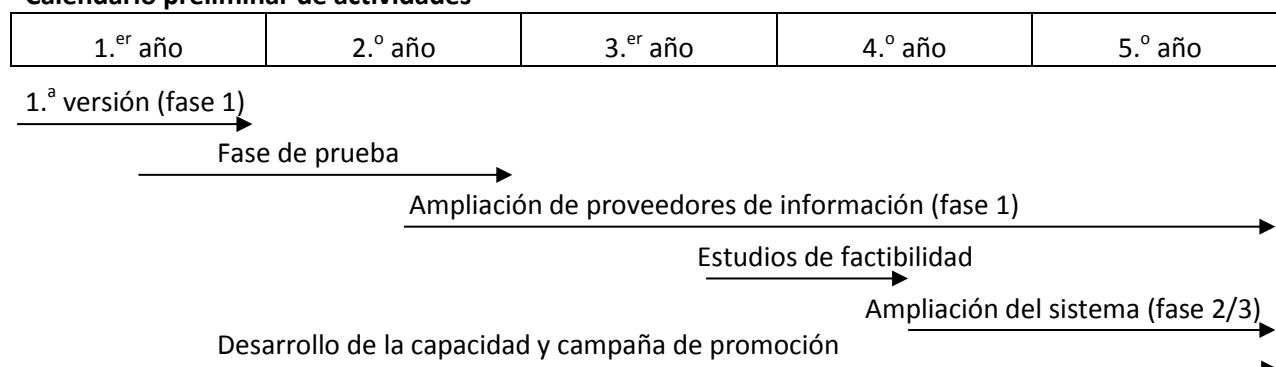 Calendario preliminar de actividades
1.er año 2.º año 3.er año 4.º año 5.º año
1.ª versión (fase 1)
Fase de prueba
Ampliación de proveedores de información (fase 1)
Estudios de factibilidad
Ampliación del sistema (fase 2/3)
Desarrollo de la capacidad y campaña de promoción